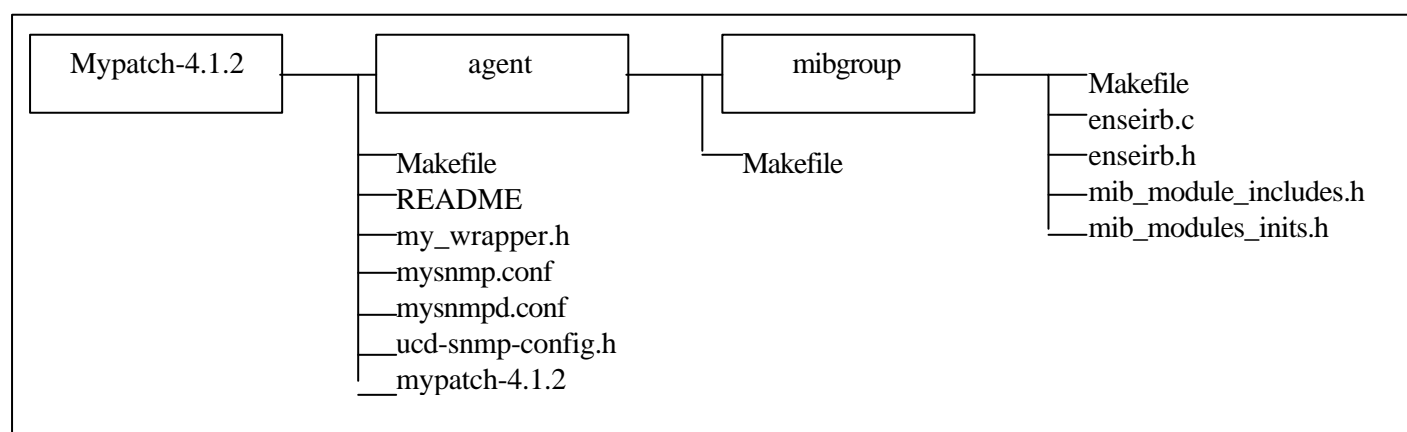 Mypatch-4.1.2
agent
mibgroup
Makefile
README
my_wrapper.h
mysnmp.conf
mysnmpd.conf
ucd-snmp-config.h
mypatch-4.1.2
Makefile
Makefile
enseirb.c
enseirb.h
mib_module_includes.h
mib_modules_inits.h